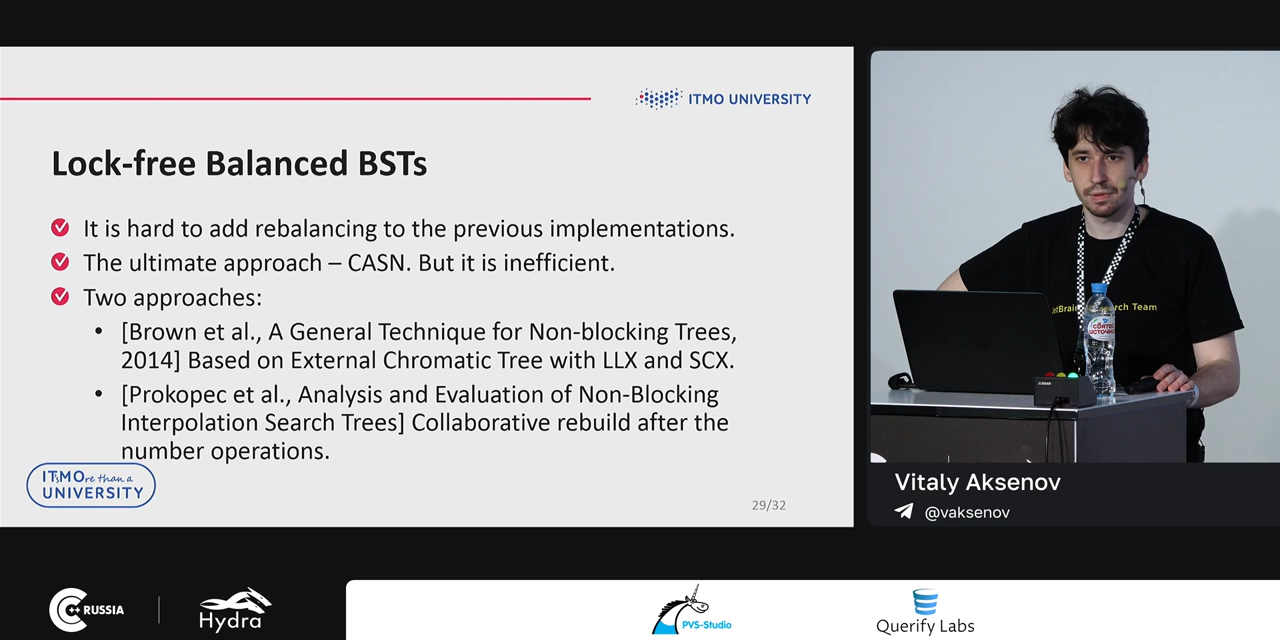 ITMO UNIVERSITY
Lock-free Balanced BSTs
It is hard to add rebalancing to the previous implementations.
The ultimate approach – CASN. But it is inefficient.
Two approaches:
• [Brown et al., A General Technique for Non-blocking Trees,
2014] Based on External Chromatic Tree with LLX and SCX.
• [Prokopec et al., Analysis and Evaluation of Non-Blocking
Interpolation Search Trees] Collaborative rebuild after the
number operations.
IT'sMOre than a
UNIVERSITY
29/32
Research Team
Vitaly Aksenov
@vaksenov
C++ RUSSIA
Hydra
PVS-Studio
Querify Labs